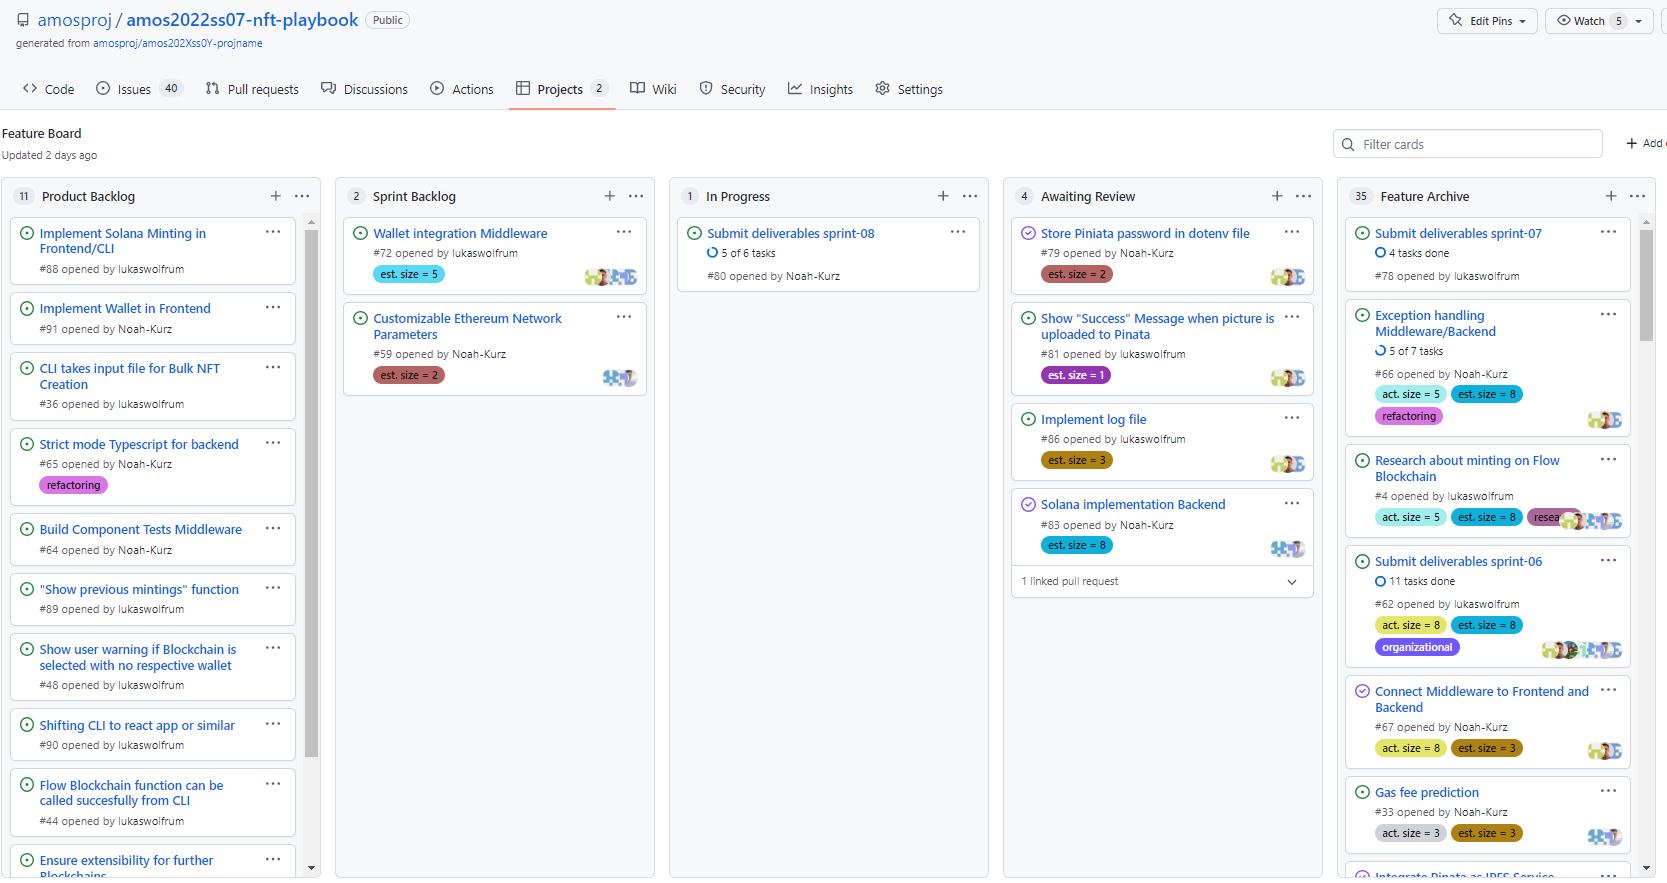 amosproj / amos2022ss07-nft-playbook Public
Edit Pins
Watch 5
generated from amosproj/amos202Xss0Y-projname
Code
Issues 40
Pull requests
Discussions
Actions
Projects 2
Wiki
Security
Insights
Settings
Feature Board
Updated 2 days ago
Filter cards
+ Add
11 Product Backlog
Implement Solana Minting in
Frontend/CLI
#88 opened by lukaswolfrum
Implement Wallet in Frontend
#91 opened by Noah-Kurz
CLI takes input file for Bulk NFT
Creation
#36 opened by lukaswolfrum
Strict mode Typescript for backend
#65 opened by Noah-Kurz
refactoring
Build Component Tests Middleware
#64 opened by Noah-Kurz
"Show previous mintings" function
#89 opened by lukaswolfrum
Show user warning if Blockchain is
selected with no respective wallet
#48 opened by lukaswolfrum
Shifting CLI to react app or similar
#90 opened by lukaswolfrum
Flow Blockchain function can be
called succesfully from CLI
#44 opened by lukaswolfrum
Ensure extensibility for further
Blockchains
2 Sprint Backlog
Wallet integration Middleware
#72 opened by lukaswolfrum
est. size = 5
Customizable Ethereum Network
Parameters
#59 opened by Noah-Kurz
est. size = 2
1 In Progress
Submit deliverables sprint-08
5 of 6 tasks
#80 opened by Noah-Kurz
4 Awaiting Review
Store Piniata password in dotenv file
#79 opened by Noah-Kurz
est. size = 2
Show "Success" Message when picture is
uploaded to Pinata
#81 opened by lukaswolfrum
est. size = 1
Implement log file
#86 opened by lukaswolfrum
est. size = 3
Solana implementation Backend
#83 opened by Noah-Kurz
est. size = 8
1 linked pull request
35 Feature Archive
Submit deliverables sprint-07
4 tasks done
#78 opened by lukaswolfrum
Exception handling
Middleware/Backend
5 of 7 tasks
#66 opened by Noah-Kurz
act. size = 5 est. size = 8
refactoring
Research about minting on Flow
Blockchain
#4 opened by lukaswolfrum
act. size = 5 est. size = 8 resea
Submit deliverables sprint-06
11 tasks done
#62 opened by lukaswolfrum
act. size = 8 est. size = 8
organizational
Connect Middleware to Frontend and
Backend
#67 opened by Noah-Kurz
act. size = 8 est. size = 3
Gas fee prediction
#33 opened by Noah-Kurz
act. size = 3 est. size = 3
Integrate Pinata as IPFS Service